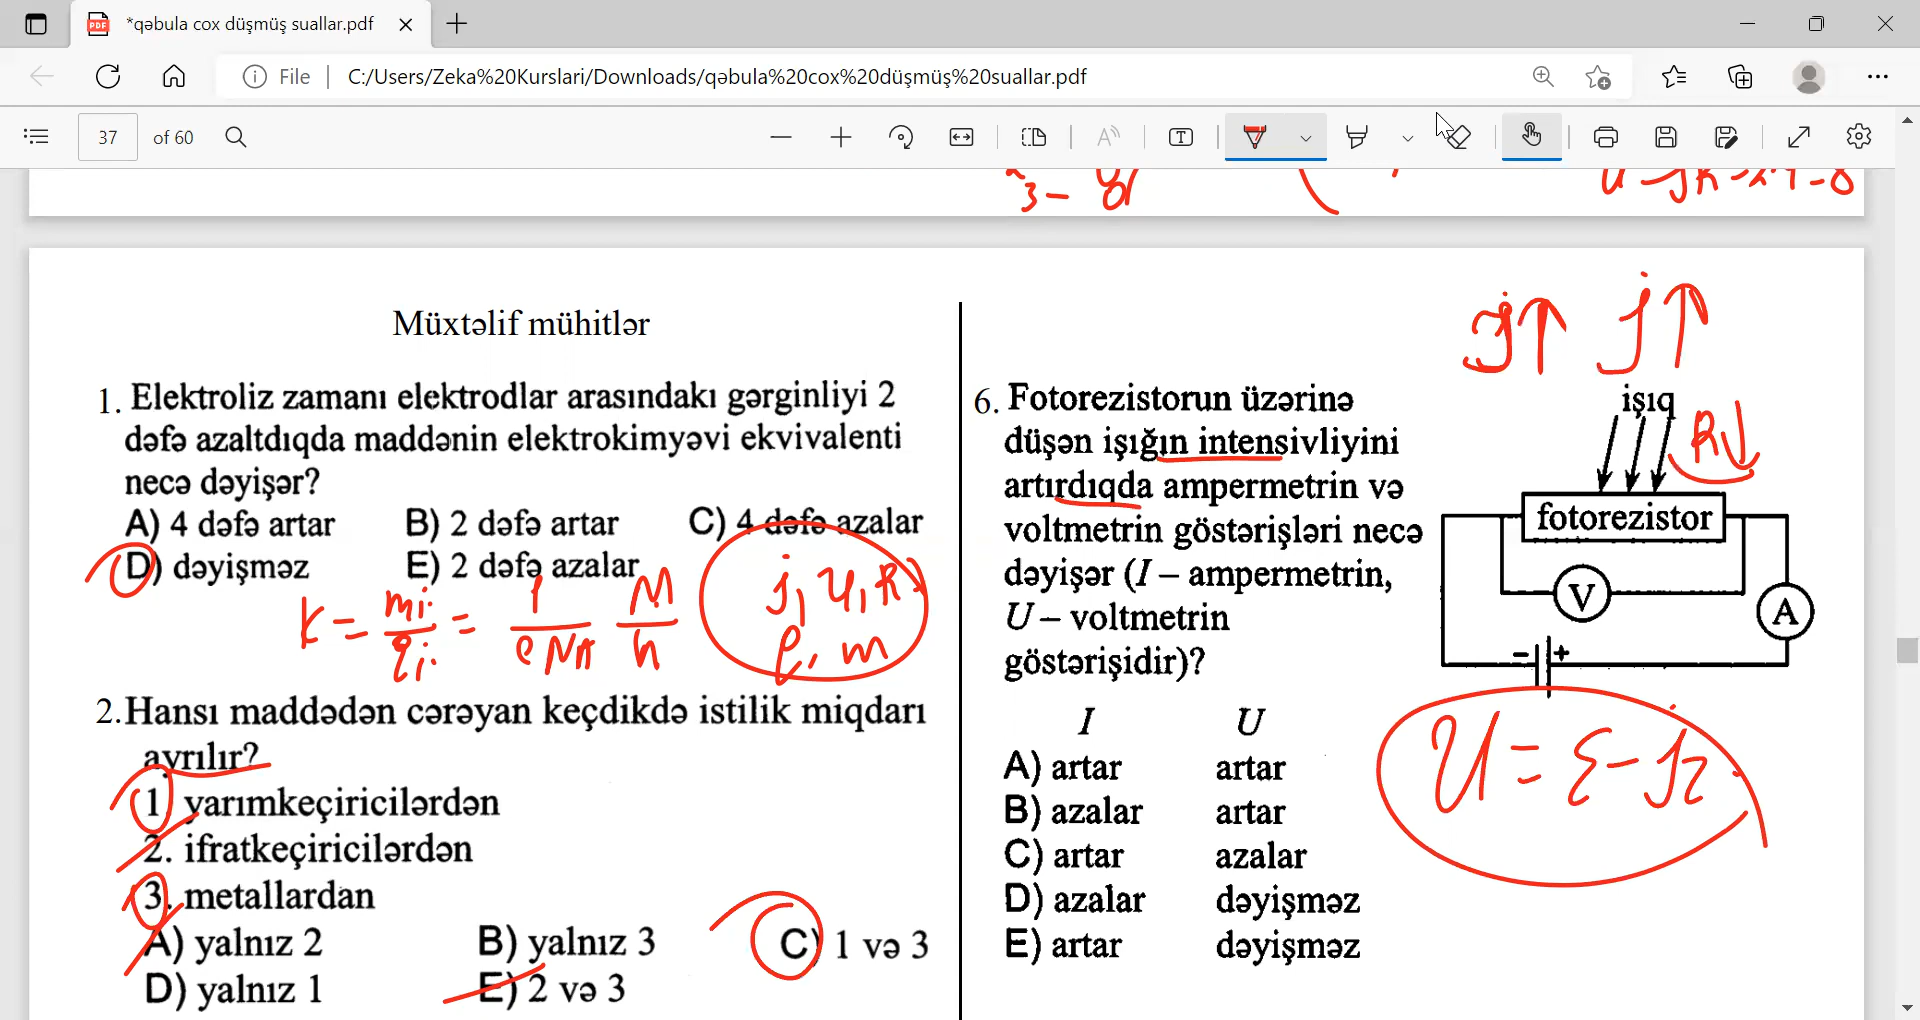 *qəbula cox düşmüş suallar.pdf
File
C:/Users/Zeka%20Kurslari/Downloads/qəbula%20cox%20düşmüş%20suallar.pdf
37 of 60
Müxtəlif mühitlər
1. Elektroliz zamanı elektrodlar arasındakı gərginliyi 2
dəfə azaltdıqda maddənin elektrokimyəvi ekvivalenti
necə dəyişər?
A) 4 dəfə artar B) 2 dəfə artar C) 4 dəfə azalar
D) dəyişməz E) 2 dəfə azalar
k = mi/qi = 1/eNA M/n
J, U, R
ρ, m
2. Hansı maddədən cərəyan keçdikdə istilik miqdarı
ayrılır?
1. yarımkeçiricilərdən
2. ifratkeçiricilərdən
3. metallardan
A) yalnız 2 B) yalnız 3 C) 1 və 3
D) yalnız 1 E) 2 və 3
J↑ J↑
6. Fotorezistorun üzərinə
düşən işığın intensivliyini
artırdıqda ampermetrin və
voltmetrin göstərişləri necə
dəyişər (I – ampermetrin,
U – voltmetrin
göstərişidir)?
işıq
R↓
fotorezistor
V
A
– +
I U
A) artar artar
B) azalar artar
C) artar azalar
D) azalar dəyişməz
E) artar dəyişməz
U = ε - Jr